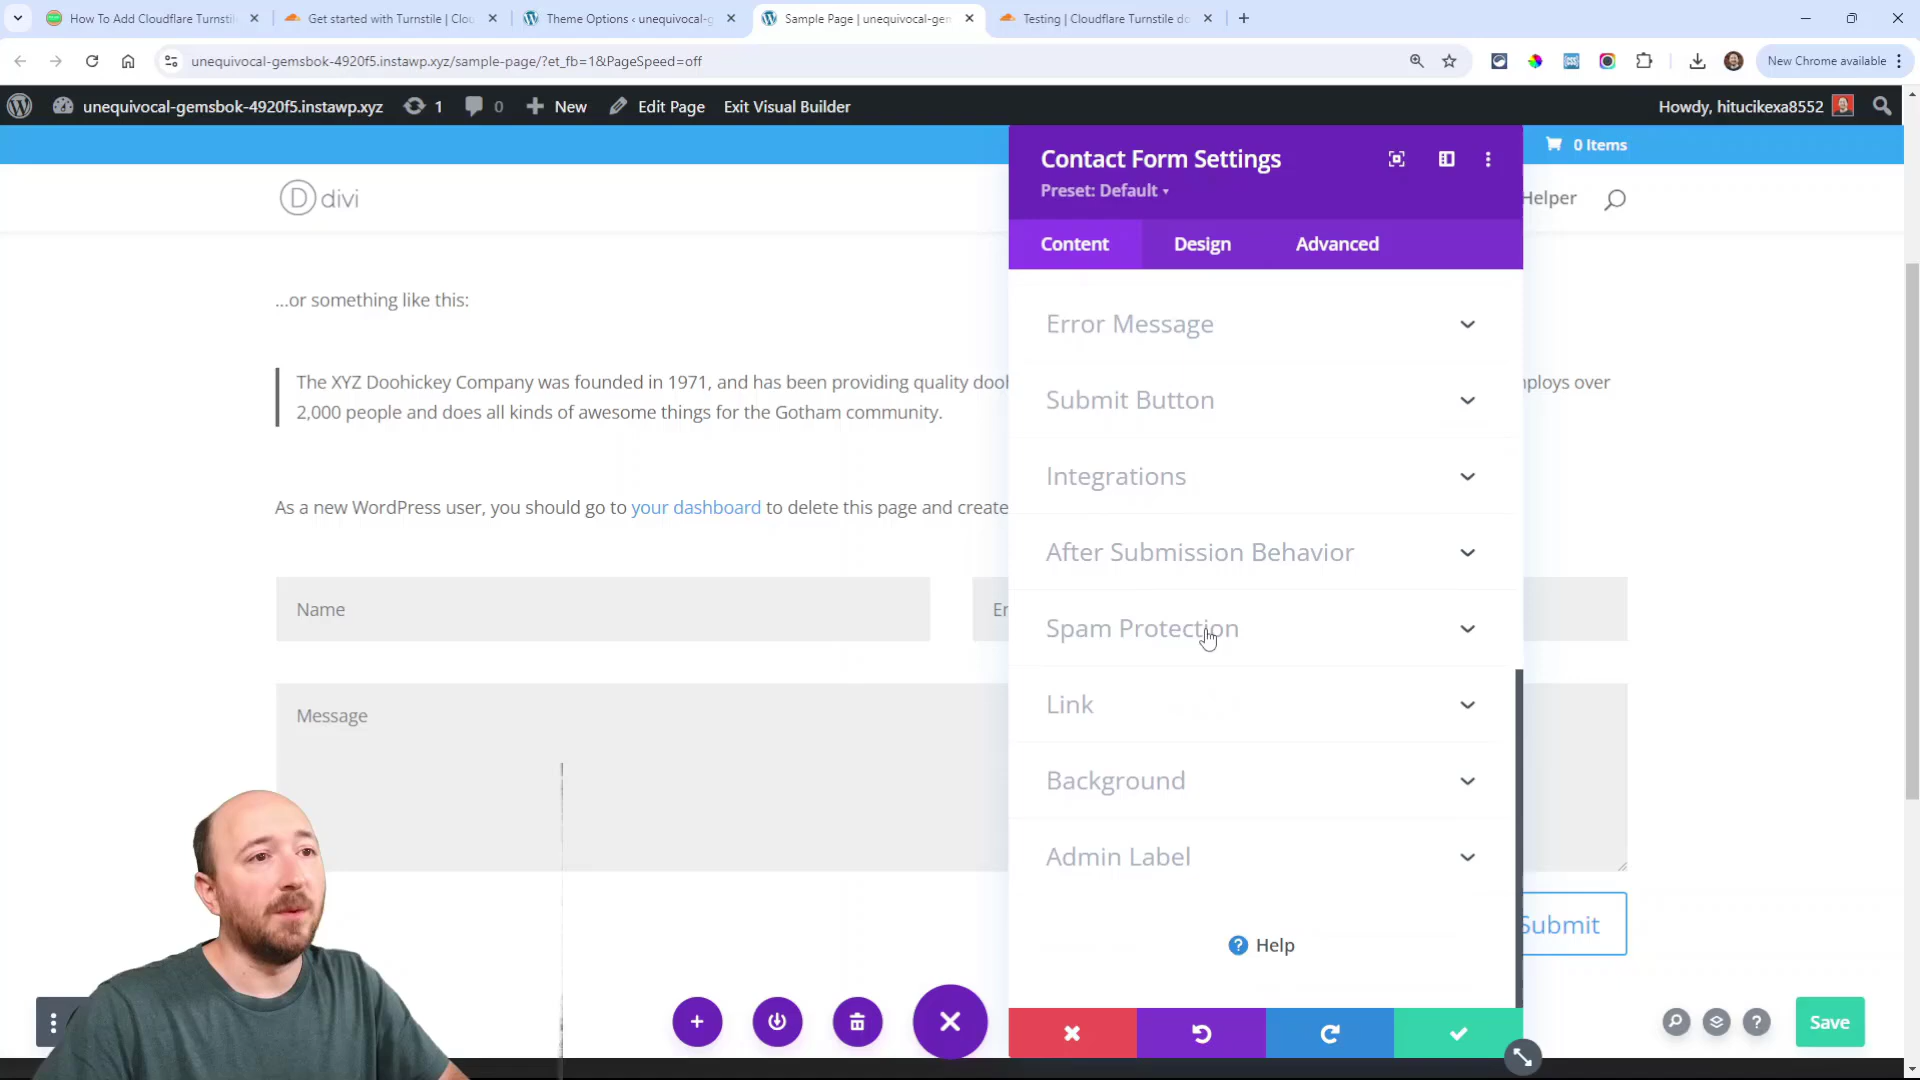 How To Add Cloudflare Turnstil
Get started with Turnstile | Clou
Theme Options ‹ unequivocal-g
Sample Page | unequivocal-gem
Testing | Cloudflare Turnstile do
unequivocal-gemsbok-4920f5.instawp.xyz/sample-page/?et_fb=1&PageSpeed=off
New Chrome available
unequivocal-gemsbok-4920f5.instawp.xyz
1
0
New
Edit Page
Exit Visual Builder
Howdy, hitucikexa8552
0 Items
D divi
Helper
Contact Form Settings
Preset: Default
Content
Design
Advanced
...or something like this:
The XYZ Doohickey Company was founded in 1971, and has been providing quality dooh
mploys over
2,000 people and does all kinds of awesome things for the Gotham community.
As a new WordPress user, you should go to your dashboard to delete this page and create
Name
Em
Message
Submit
Error Message
Submit Button
Integrations
After Submission Behavior
Spam Protection
Link
Background
Admin Label
Help
Save